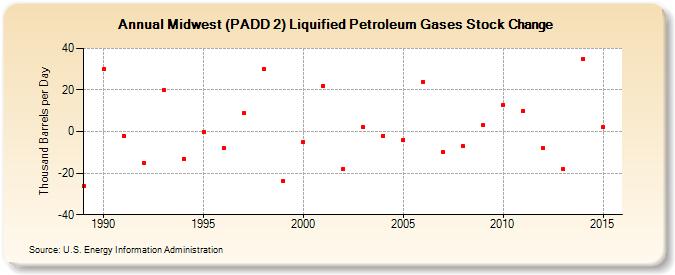 Annual Midwest (PADD 2) Liquified Petroleum Gases Stock Change
Thousand Barrels per Day
40
20
0
-20
-40
1990 1995 2000 2005 2010 2015
Source: U.S. Energy Information Administration